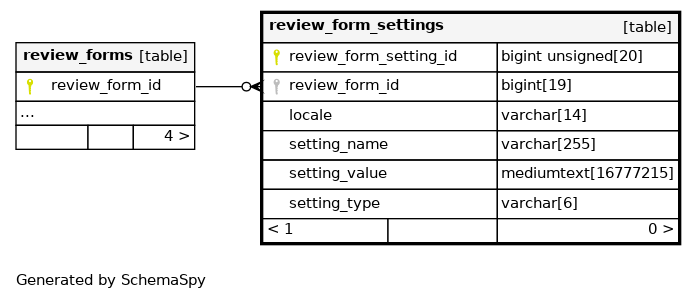 review_forms [table]
review_form_id
...
4 >
review_form_settings [table]
review_form_setting_id bigint unsigned[20]
review_form_id bigint[19]
locale varchar[14]
setting_name varchar[255]
setting_value mediumtext[16777215]
setting_type varchar[6]
< 1 0 >
Generated by SchemaSpy